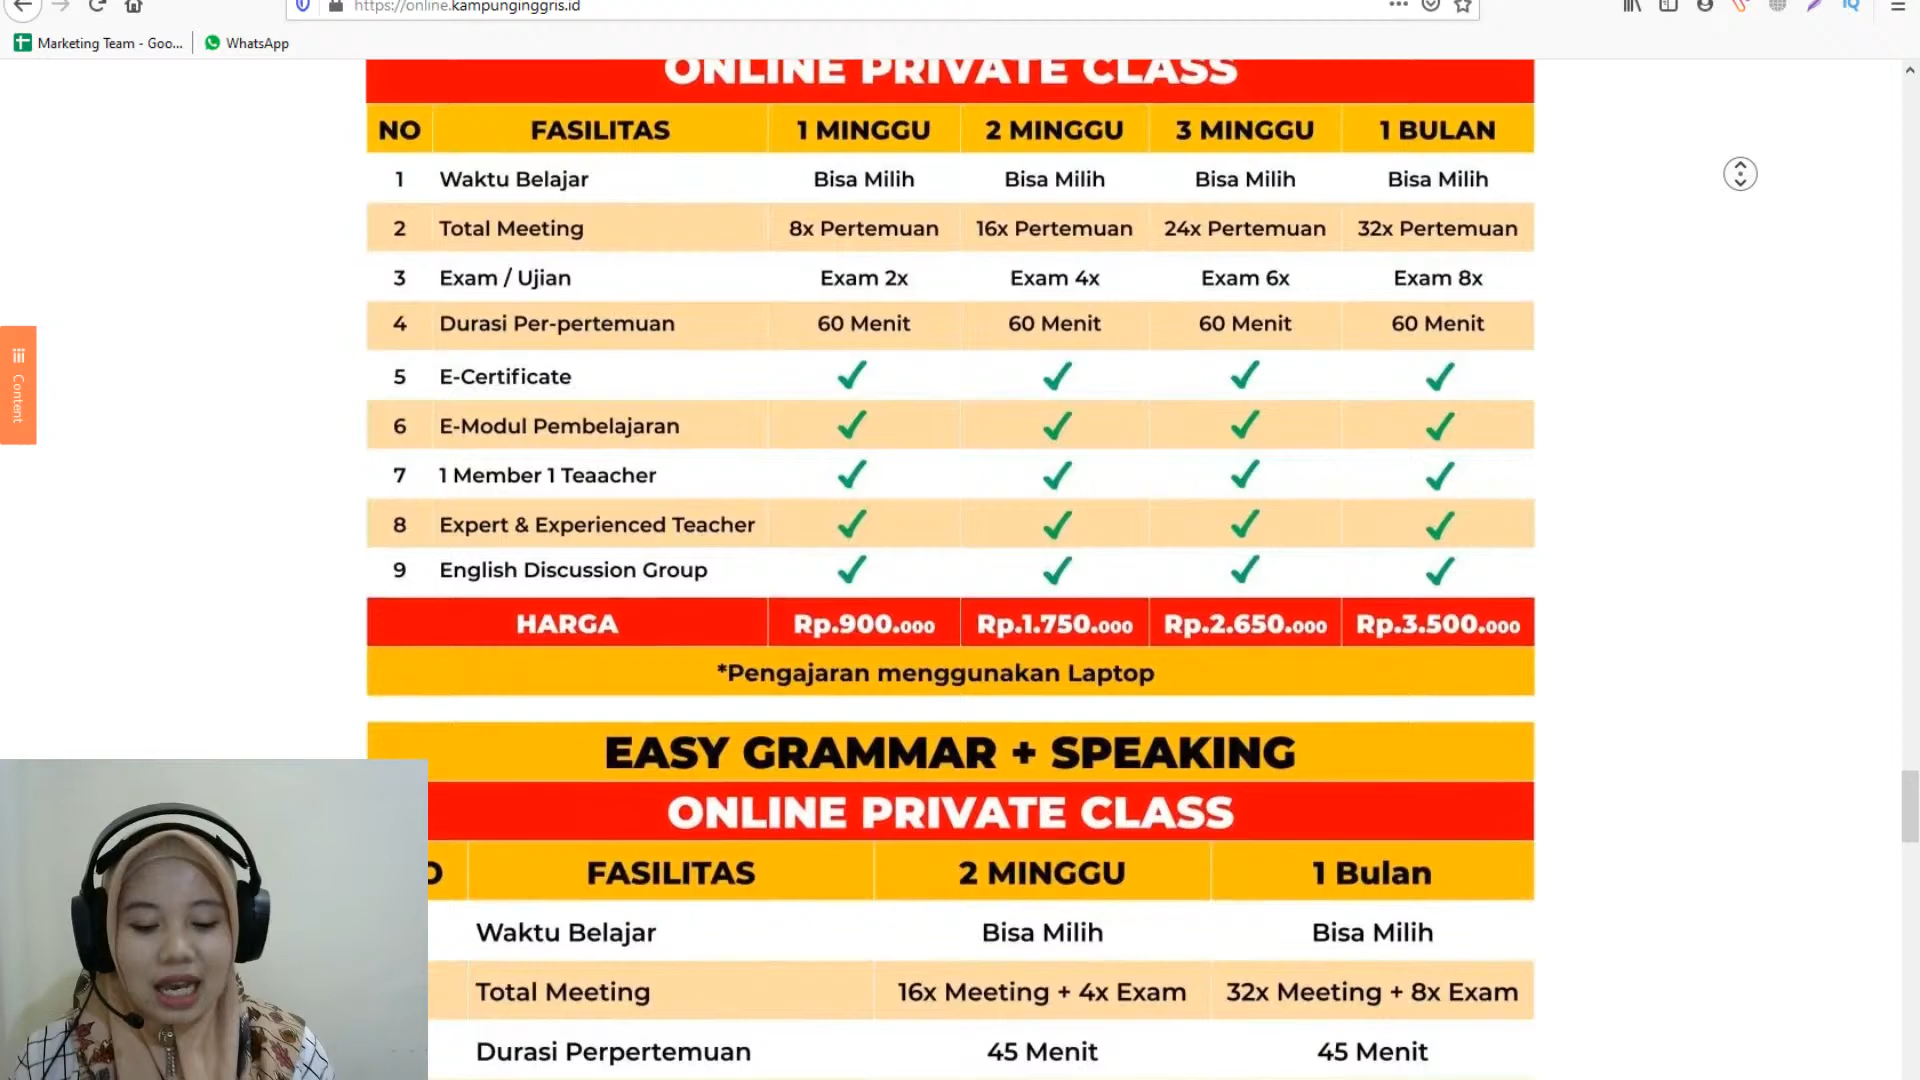 https://online.kampunginggris.id
Marketing Team - Goo... WhatsApp
ONLINE PRIVATE CLASS
NO FASILITAS 1 MINGGU 2 MINGGU 3 MINGGU 1 BULAN
1 Waktu Belajar Bisa Milih Bisa Milih Bisa Milih Bisa Milih
2 Total Meeting 8x Pertemuan 16x Pertemuan 24x Pertemuan 32x Pertemuan
3 Exam / Ujian Exam 2x Exam 4x Exam 6x Exam 8x
4 Durasi Per-pertemuan 60 Menit 60 Menit 60 Menit 60 Menit
5 E-Certificate
6 E-Modul Pembelajaran
7 1 Member 1 Teaacher
8 Expert & Experienced Teacher
9 English Discussion Group
HARGA Rp.900.000 Rp.1.750.000 Rp.2.650.000 Rp.3.500.000
*Pengajaran menggunakan Laptop
Content
EASY GRAMMAR + SPEAKING
ONLINE PRIVATE CLASS
FASILITAS 2 MINGGU 1 Bulan
Waktu Belajar Bisa Milih Bisa Milih
Total Meeting 16x Meeting + 4x Exam 32x Meeting + 8x Exam
Durasi Perpertemuan 45 Menit 45 Menit